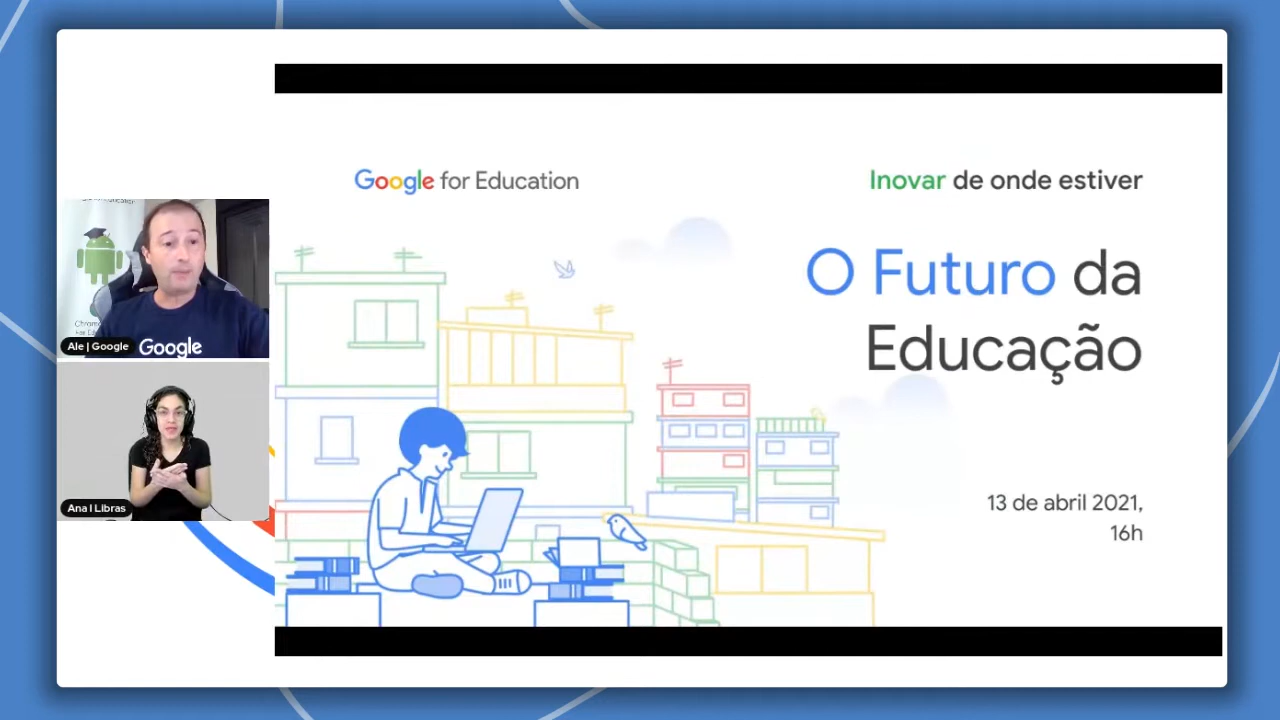 Google for Education
Inovar de onde estiver
O Futuro da
Educação
13 de abril 2021,
16h
Google
Ale | Google
Ana I Libras